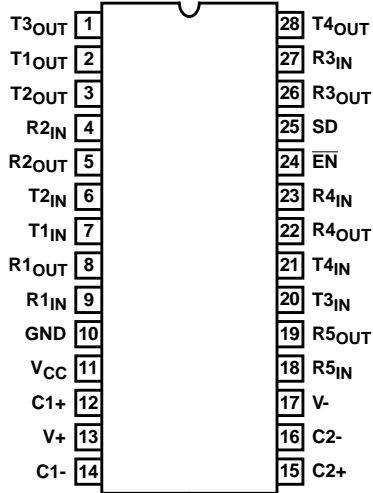 T3OUT 1 28 T4OUT
T1OUT 2 27 R3IN
T2OUT 3 26 R3OUT
R2IN 4 25 SD
R2OUT 5 24 E̅N̅
T2IN 6 23 R4IN
T1IN 7 22 R4OUT
R1OUT 8 21 T4IN
R1IN 9 20 T3IN
GND 10 19 R5OUT
VCC 11 18 R5IN
C1+ 12 17 V-
V+ 13 16 C2-
C1- 14 15 C2+